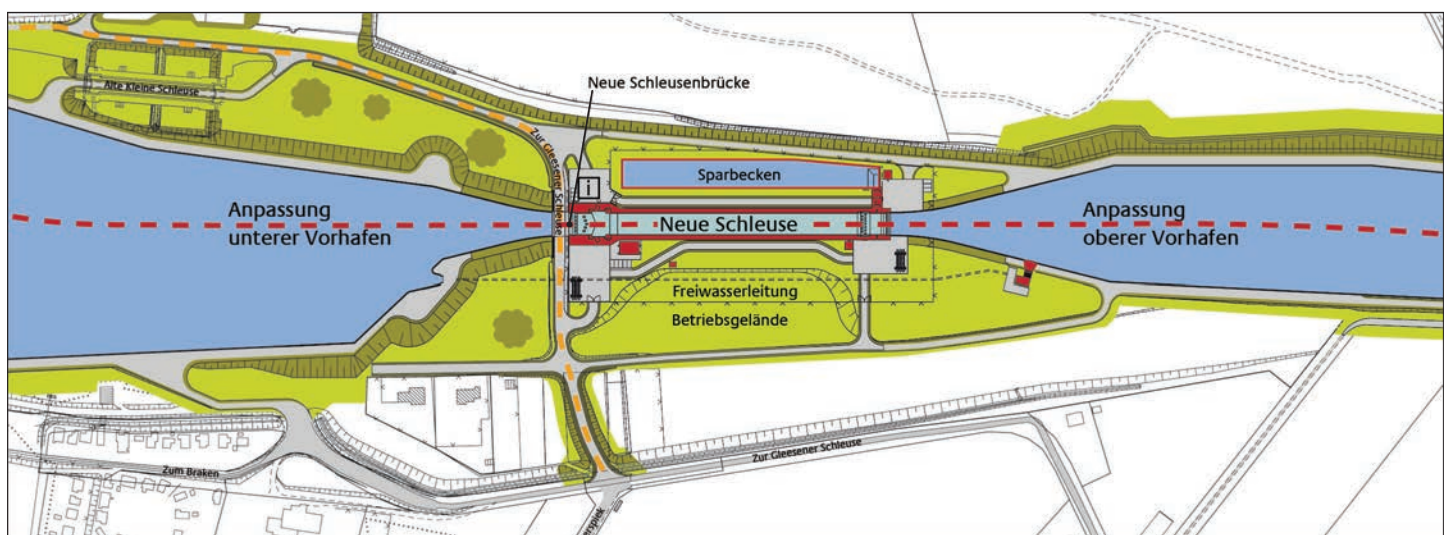 Neue Schleusenbrücke
Alte Kleine Schleuse
Zur Gleesener Schleuse
Sparbecken
Anpassung
unterer Vorhafen
Neue Schleuse
Anpassung
oberer Vorhafen
Freiwasserleitung
Betriebsgelände
Zur Gleesener Schleuse
Zum Braken